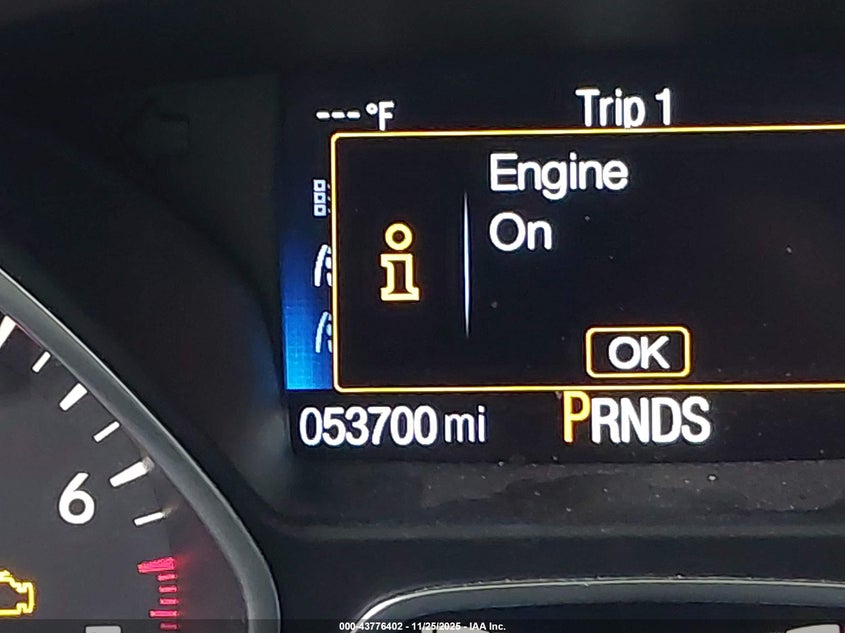 ---°F
Trip 1
Engine
On
OK
053700 mi
PRNDS
6
000-43776402 - 11/25/2025 - IAA Inc.